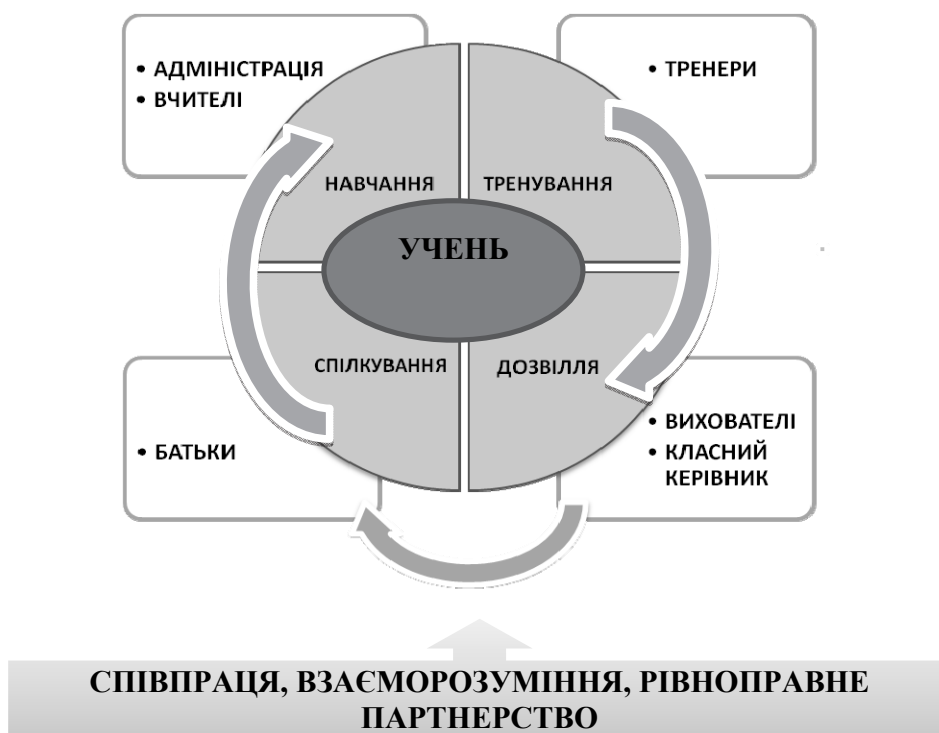 • АДМІНІСТРАЦІЯ
• ВЧИТЕЛІ
• ТРЕНЕРИ
НАВЧАННЯ
ТРЕНУВАННЯ
УЧЕНЬ
СПІЛКУВАННЯ
ДОЗВІЛЛЯ
• БАТЬКИ
• ВИХОВАТЕЛІ
• КЛАСНИЙ
КЕРІВНИК
СПІВПРАЦЯ, ВЗАЄМОРОЗУМІННЯ, РІВНОПРАВНЕ
ПАРТНЕРСТВО